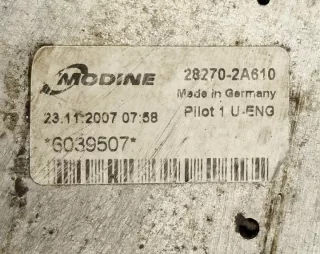 MODINE 28270-2A610
Made in Germany
23.11.2007 07:58 Pilot 1 U-ENG
*6039507*